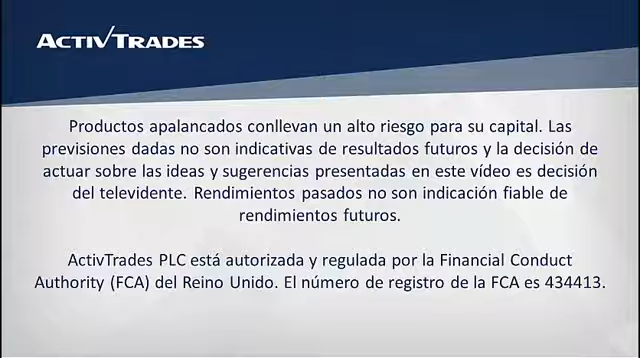 ACTIVTRADES
Productos apalancados conllevan un alto riesgo para su capital. Las
previsiones dadas no son indicativas de resultados futuros y la decisión de
actuar sobre las ideas y sugerencias presentadas en este vídeo es decisión
del televidente. Rendimientos pasados no son indicación fiable de
rendimientos futuros.
ActivTrades PLC está autorizada y regulada por la Financial Conduct
Authority (FCA) del Reino Unido. El número de registro de la FCA es 434413.